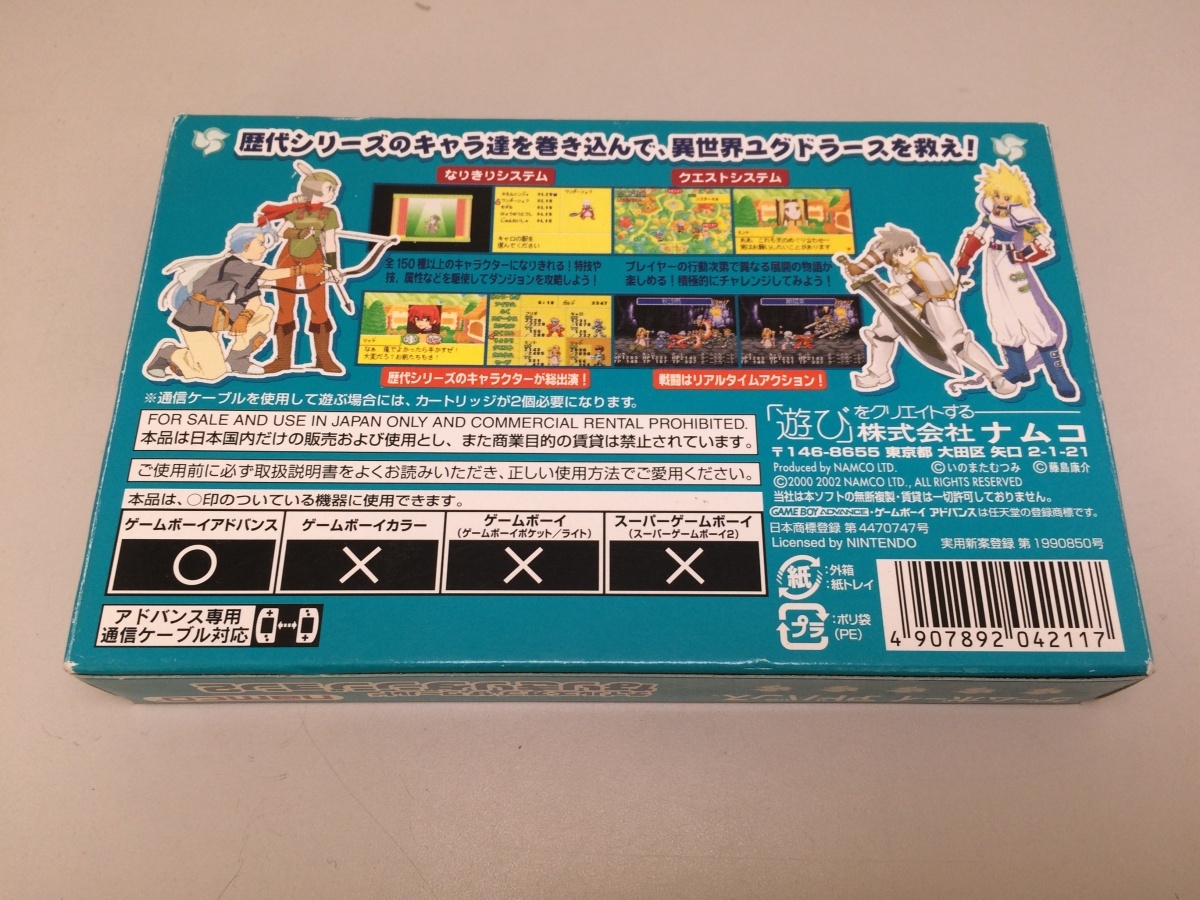 歴代シリーズのキャラ達を巻き込んで、異世界ユグドラースを救え!
なりきりシステム
クエストシステム
全150種以上のキャラクターになりきれる!特技や
技、属性などを駆使してダンジョンを攻略しよう!
プレイヤーの行動次第で異なる展開の物語が
楽しめる!積極的にチャレンジしてみよう!
歴代シリーズのキャラクターが総出演!
戦闘はリアルタイムアクション!
※通信ケーブルを使用して遊ぶ場合には、カートリッジが2個必要になります。
FOR SALE AND USE IN JAPAN ONLY AND COMMERCIAL RENTAL PROHIBITED.
本品は日本国内だけの販売および使用とし、また商業目的の賃貸は禁止されています。
ご使用前に必ず取扱説明書をよくお読みいただき、正しい使用方法でご愛用ください。
本品は、○印のついている機器に使用できます。
ゲームボーイアドバンス
ゲームボーイカラー
ゲームボーイ
(ゲームボーイポケット/ライト)
スーパーゲームボーイ
(スーパーゲームボーイ2)
○ × × ×
アドバンス専用
通信ケーブル対応
「遊び」をクリエイトする
株式会社 ナムコ
〒146-8655 東京都 大田区 矢口 2-1-21
Produced by NAMCO LTD. ©いのまたむつみ ©藤島康介
©2000 2002 NAMCO LTD., ALL RIGHTS RESERVED
当社は本ソフトの無断複製・賃貸は一切許可しておりません。
GAME BOY ADVANCE・ゲームボーイ アドバンスは任天堂の登録商標です。
日本商標登録 第4470747号
Licensed by NINTENDO 実用新案登録 第1990850号
紙 :外箱
:紙トレイ
プラ :ポリ袋
(PE)
4 907892 042117